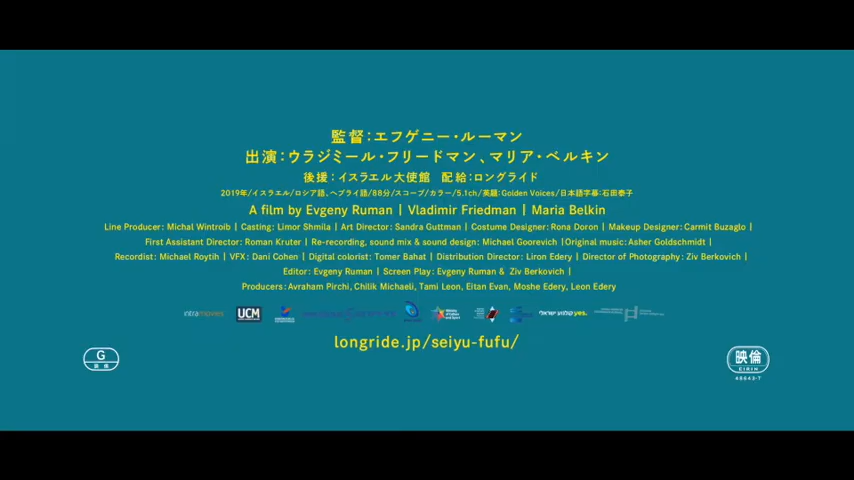 監督：エフゲニー・ルーマン
出演：ウラジミール・フリードマン、マリア・ベルキン
後援：イスラエル大使館 配給：ロングライド
2019年/イスラエル/ロシア語、ヘブライ語/88分/スコープ/カラー/5.1ch/英題：Golden Voices/日本語字幕：石田泰子
A film by Evgeny Ruman | Vladimir Friedman | Maria Belkin
Line Producer: Michal Wintroib | Casting: Limor Shmila | Art Director: Sandra Guttman | Costume Designer: Rona Doron | Makeup Designer: Carmit Buzaglo |
First Assistant Director: Roman Kruter | Re-recording, sound mix & sound design: Michael Goorevich | Original music: Asher Goldschmidt |
Recordist: Michael Roytih | VFX: Dani Cohen | Digital colorist: Tomer Bahat | Distribution Director: Liron Edery | Director of Photography: Ziv Berkovich |
Editor: Evgeny Ruman | Screen Play: Evgeny Ruman & Ziv Berkovich |
Producers: Avraham Pirchi, Chilik Michaeli, Tami Leon, Eitan Evan, Moshe Edery, Leon Edery
intramovies UCM קולנוע ישראלי yes.
longride.jp/seiyu-fufu/
G
映倫
EIRIN